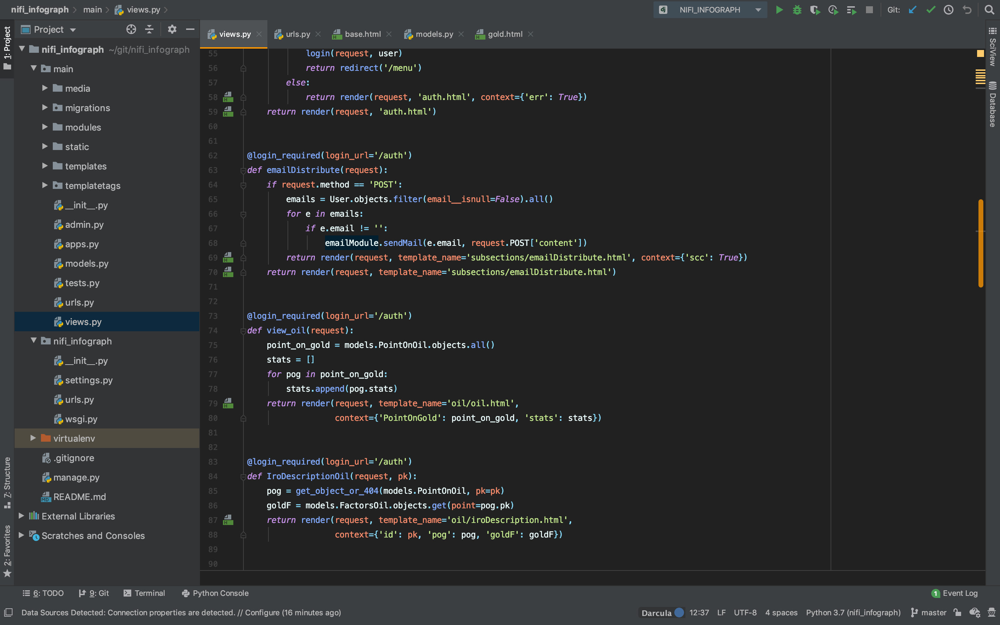 nifi_infograph main views.py
NIFI_INFOGRAPH Git:
1: Project
Project
views.py urls.py base.html models.py gold.html
nifi_infograph ~/git/nifi_infograph
main
media
migrations
modules
static
templates
templatetags
__init__.py
admin.py
apps.py
models.py
tests.py
urls.py
views.py
nifi_infograph
__init__.py
settings.py
urls.py
wsgi.py
virtualenv
.gitignore
manage.py
README.md
External Libraries
Scratches and Consoles
7: Structure
2: Favorites
55 login(request, user)
56 return redirect('/menu')
57 else:
58 return render(request, 'auth.html', context={'err': True})
59 return render(request, 'auth.html')
60
61
62 @login_required(login_url='/auth')
63 def emailDistribute(request):
64 if request.method == 'POST':
65 emails = User.objects.filter(email__isnull=False).all()
66 for e in emails:
67 if e.email != '':
68 emailModule.sendMail(e.email, request.POST['content'])
69 return render(request, template_name='subsections/emailDistribute.html', context={'scc': True})
70 return render(request, template_name='subsections/emailDistribute.html')
71
72
73 @login_required(login_url='/auth')
74 def view_oil(request):
75 point_on_gold = models.PointOnOil.objects.all()
76 stats = []
77 for pog in point_on_gold:
78 stats.append(pog.stats)
79 return render(request, template_name='oil/oil.html',
80 context={'PointOnGold': point_on_gold, 'stats': stats})
81
82
83 @login_required(login_url='/auth')
84 def IroDescriptionOil(request, pk):
85 pog = get_object_or_404(models.PointOnOil, pk=pk)
86 goldF = models.FactorsOil.objects.get(point=pog.pk)
87 return render(request, template_name='oil/iroDescription.html',
88 context={'id': pk, 'pog': pog, 'goldF': goldF})
89
90
SciView
Database
6: TODO 9: Git Terminal Python Console 1 Event Log
Data Sources Detected: Connection properties are detected. // Configure (16 minutes ago) Darcula 12:37 LF UTF-8 4 spaces Python 3.7 (nifi_infograph) master